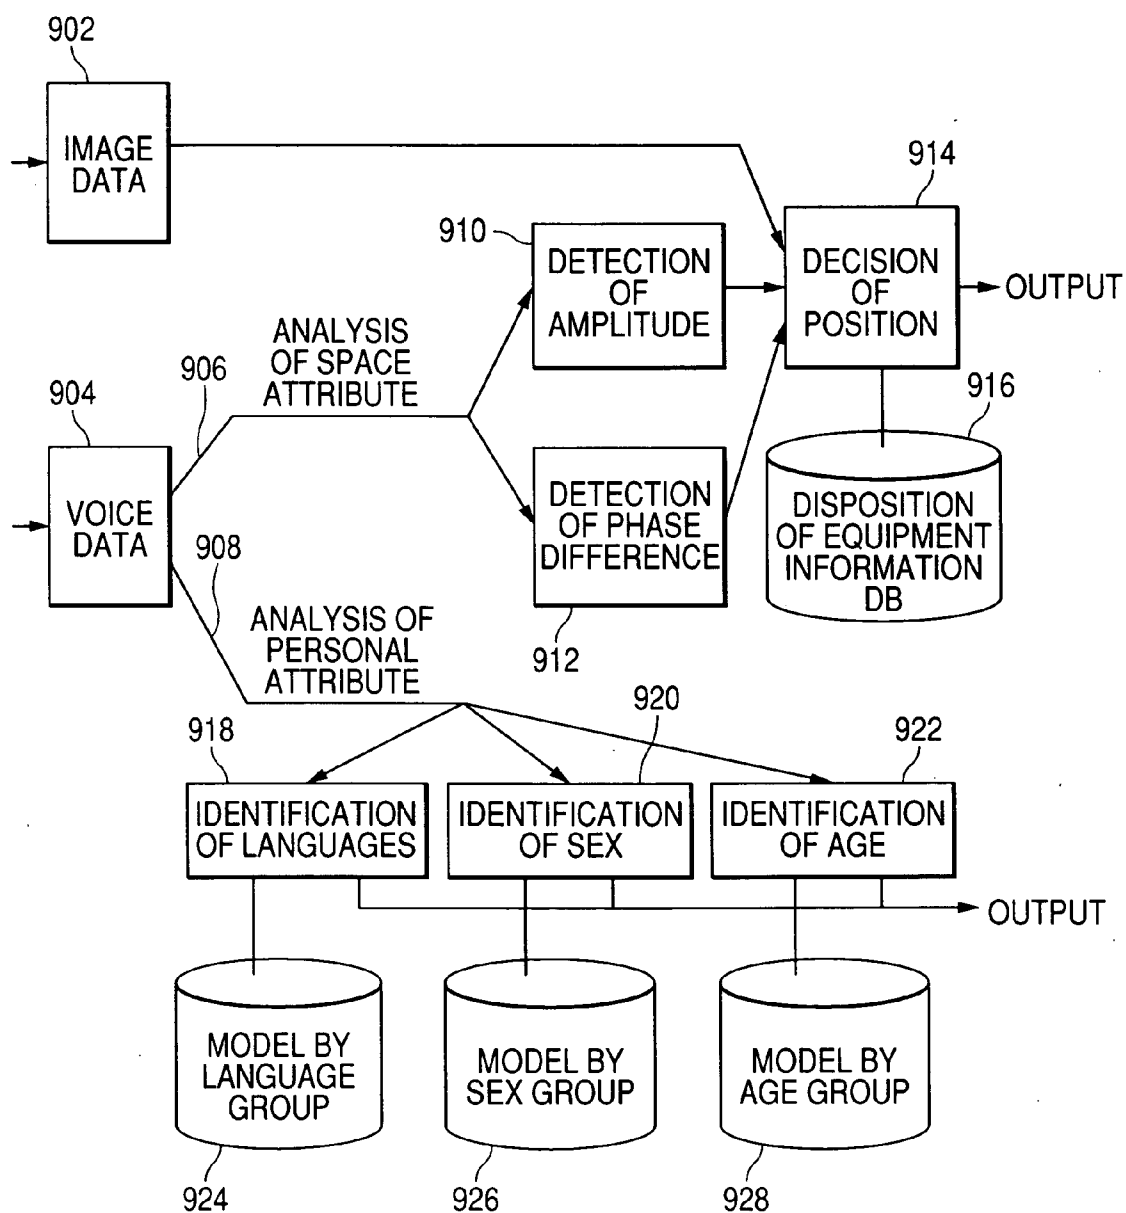 902
IMAGE
DATA
914
910
DETECTION
OF
AMPLITUDE
DECISION
OF
POSITION
OUTPUT
ANALYSIS
OF SPACE
ATTRIBUTE
906
904
916
VOICE
DATA
DETECTION
OF PHASE
DIFFERENCE
DISPOSITION
OF EQUIPMENT
INFORMATION
DB
908
ANALYSIS OF
PERSONAL
ATTRIBUTE
912
918
920
922
IDENTIFICATION
OF LANGUAGES
IDENTIFICATION
OF SEX
IDENTIFICATION
OF AGE
OUTPUT
MODEL BY
LANGUAGE
GROUP
MODEL BY
SEX GROUP
MODEL BY
AGE GROUP
924
926
928